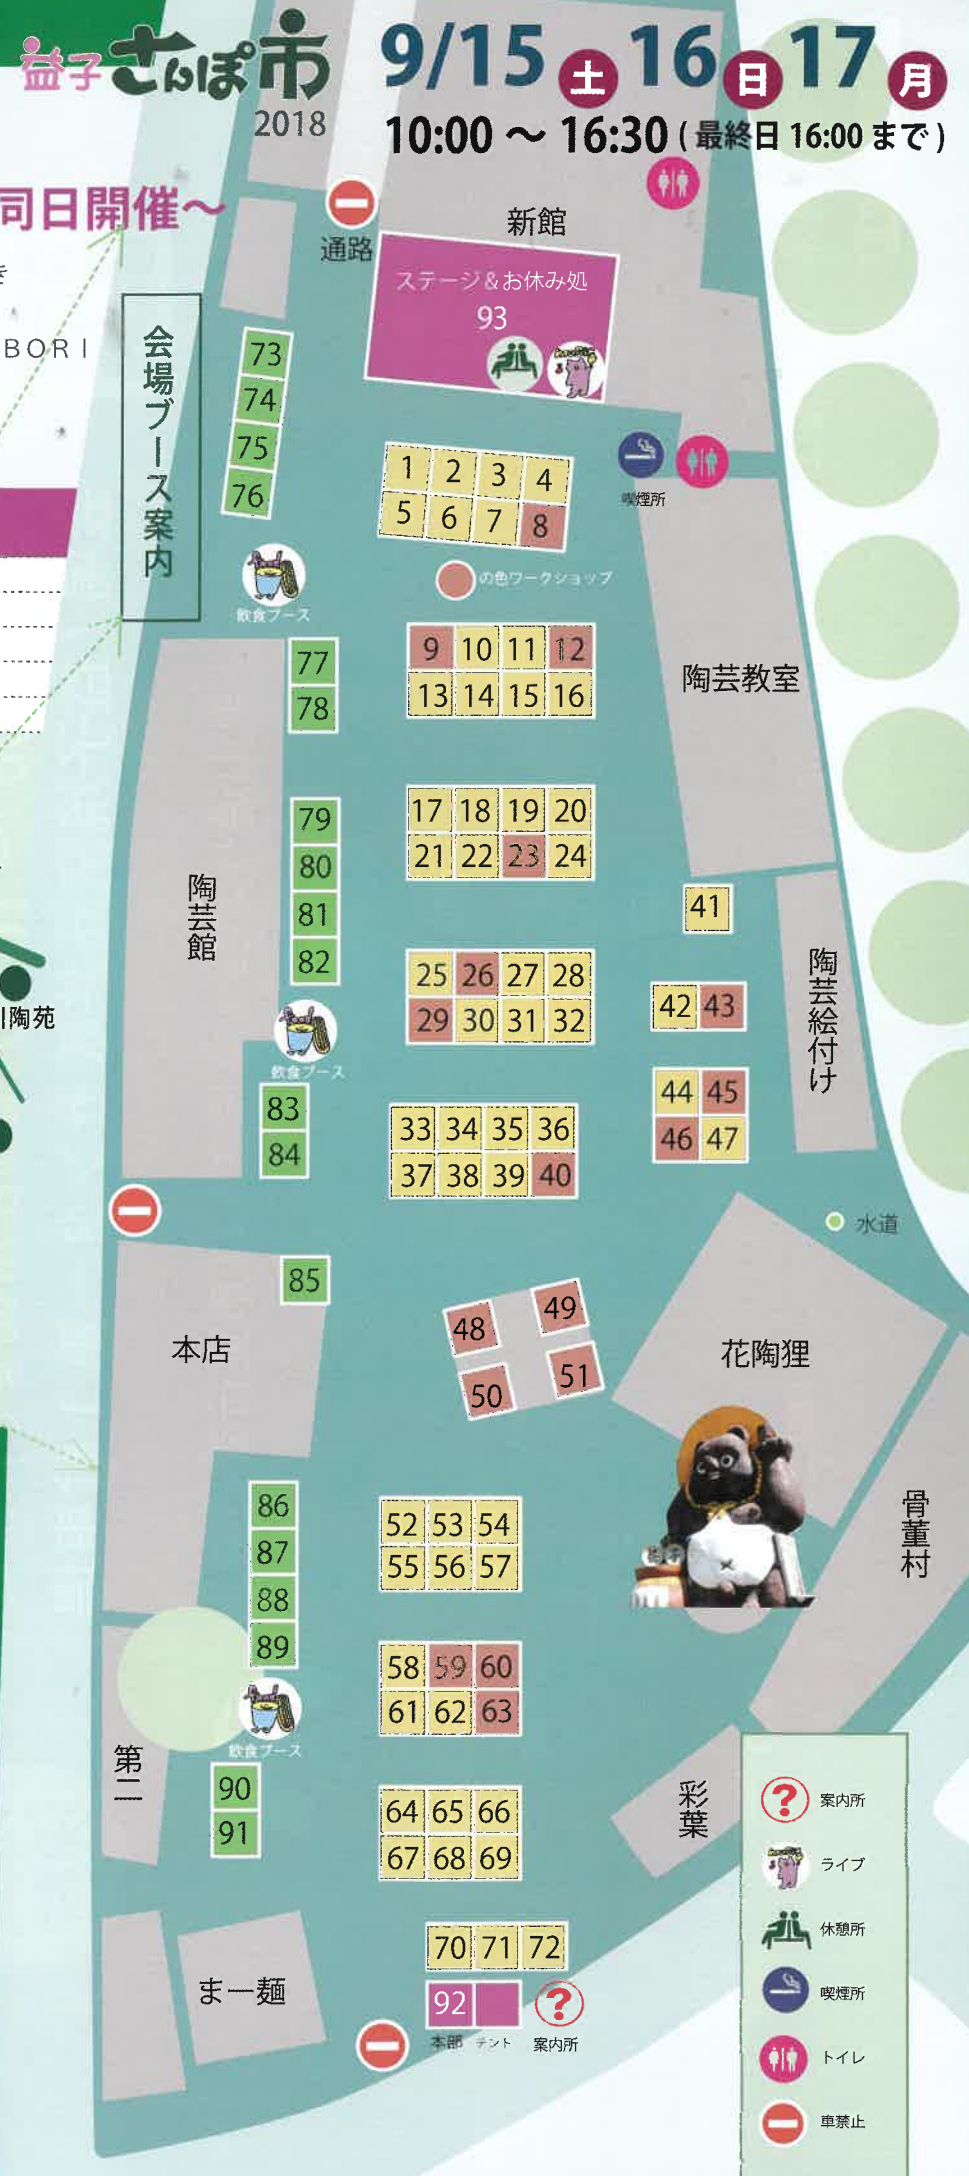 益子さんぽ市
2018
9/15 土 16 日 17 月
10:00 ～ 16:30 ( 最終日 16:00 まで )
同日開催～
BORI
会場ブース案内
通路
新館
ステージ&お休み処
93
73
74
75
76
1 2 3 4
5 6 7 8
喫煙所
の色ワークショップ
飲食ブース
77
78
9 10 11 12
13 14 15 16
陶芸教室
79
80
81
82
17 18 19 20
21 22 23 24
陶芸館
41
25 26 27 28
29 30 31 32
42 43
陶芸絵付け
陶苑
飲食ブース
83
84
33 34 35 36
37 38 39 40
44 45
46 47
水道
85
本店
48 49
50 51
花陶狸
骨董村
86
87
88
89
52 53 54
55 56 57
58 59 60
61 62 63
飲食ブース
第二
90
91
64 65 66
67 68 69
彩葉
70 71 72
92
本部 テント 案内所
まー麺
案内所
ライブ
休憩所
喫煙所
トイレ
車禁止